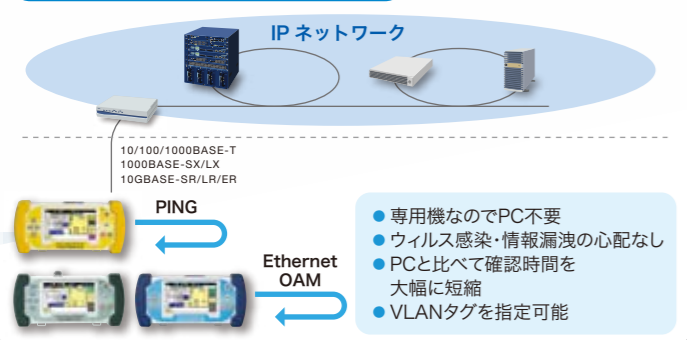 IP ネットワーク
10/100/1000BASE-T
1000BASE-SX/LX
10GBASE-SR/LR/ER
PING
Ethernet
OAM
● 専用機なのでPC不要
● ウィルス感染・情報漏洩の心配なし
● PCと比べて確認時間を
大幅に短縮
● VLANタグを指定可能